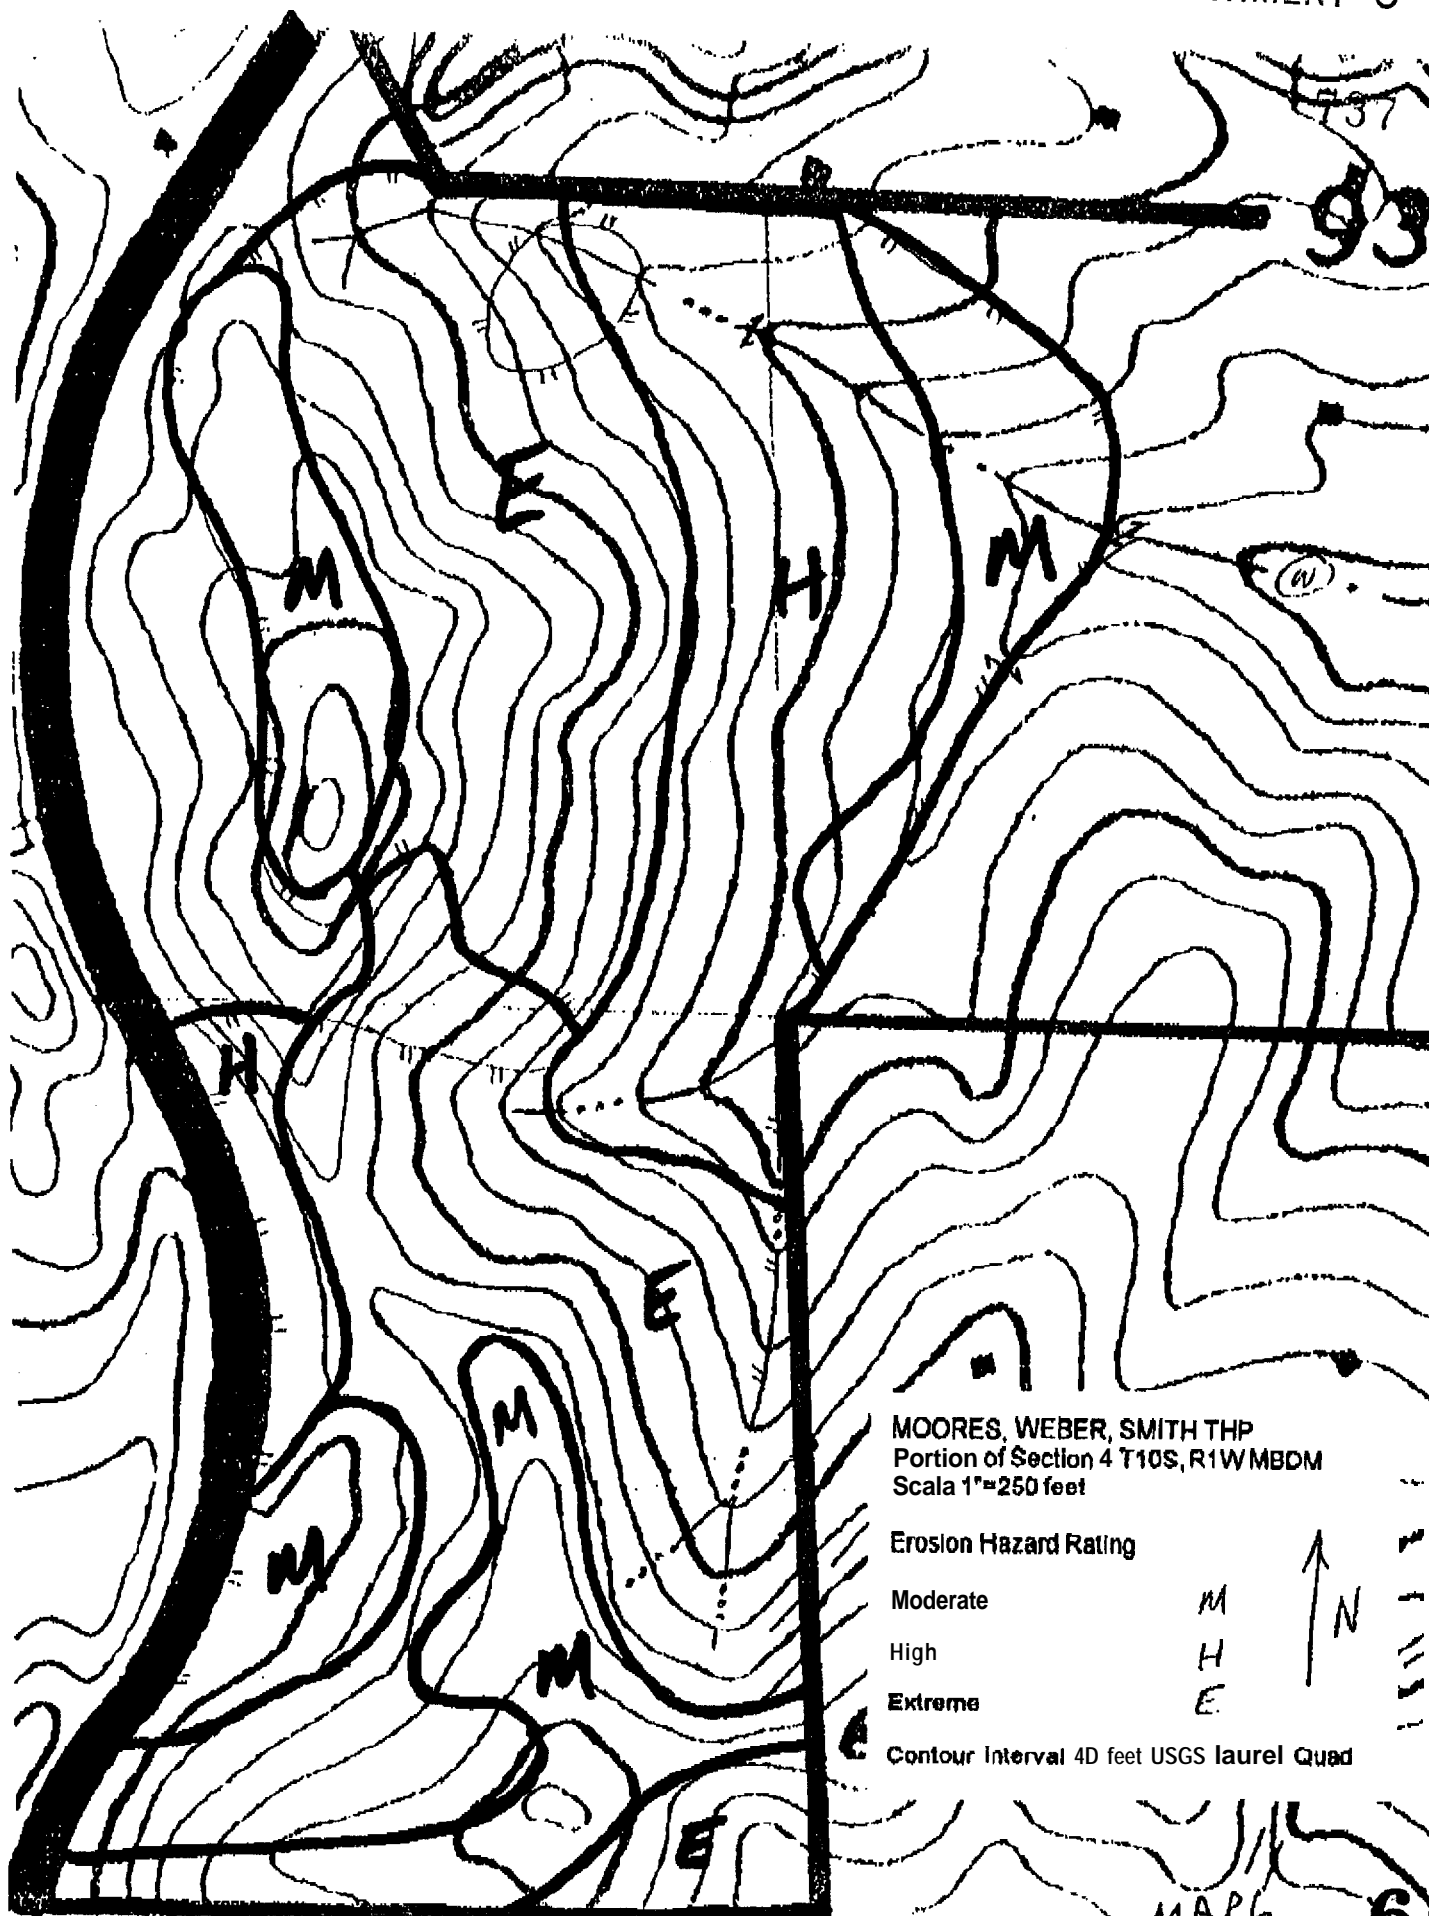 737
93
E
M
H
M
H
E
M
M
M
E
W
MOORES, WEBER, SMITH THP
Portion of Section 4 T10S, R1W MBDM
Scala 1"=250 feet
Erosion Hazard Rating
Moderate M
High H
Extreme E
N
Contour Interval 4D feet USGS laurel Quad
6